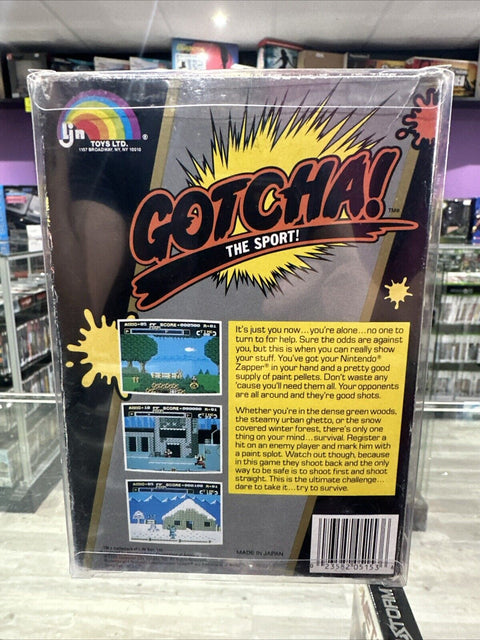 Ljn
®
TOYS LTD.
1107 BROADWAY, NY, NY 10010
GOTCHA!
TM
THE SPORT!
It's just you now...you're alone...no one to
turn to for help. Sure the odds are against
you, but this is when you can really show
your stuff. You've got your Nintendo®
Zapper® in your hand and a pretty good
supply of paint pellets. Don't waste any
'cause you'll need them all. Your opponents
are all around and they're good shots.
Whether you're in the dense green woods,
the steamy urban ghetto, or the snow
covered winter forest, there's only one
thing on your mind...survival. Register a
hit on an enemy player and mark him with
a paint splot. Watch out though, because
in this game they shoot back and the only
way to be safe is to shoot first and shoot
straight. This is the ultimate challenge...
dare to take it...try to survive.
MADE IN JAPAN
0 23582 05153
STORM